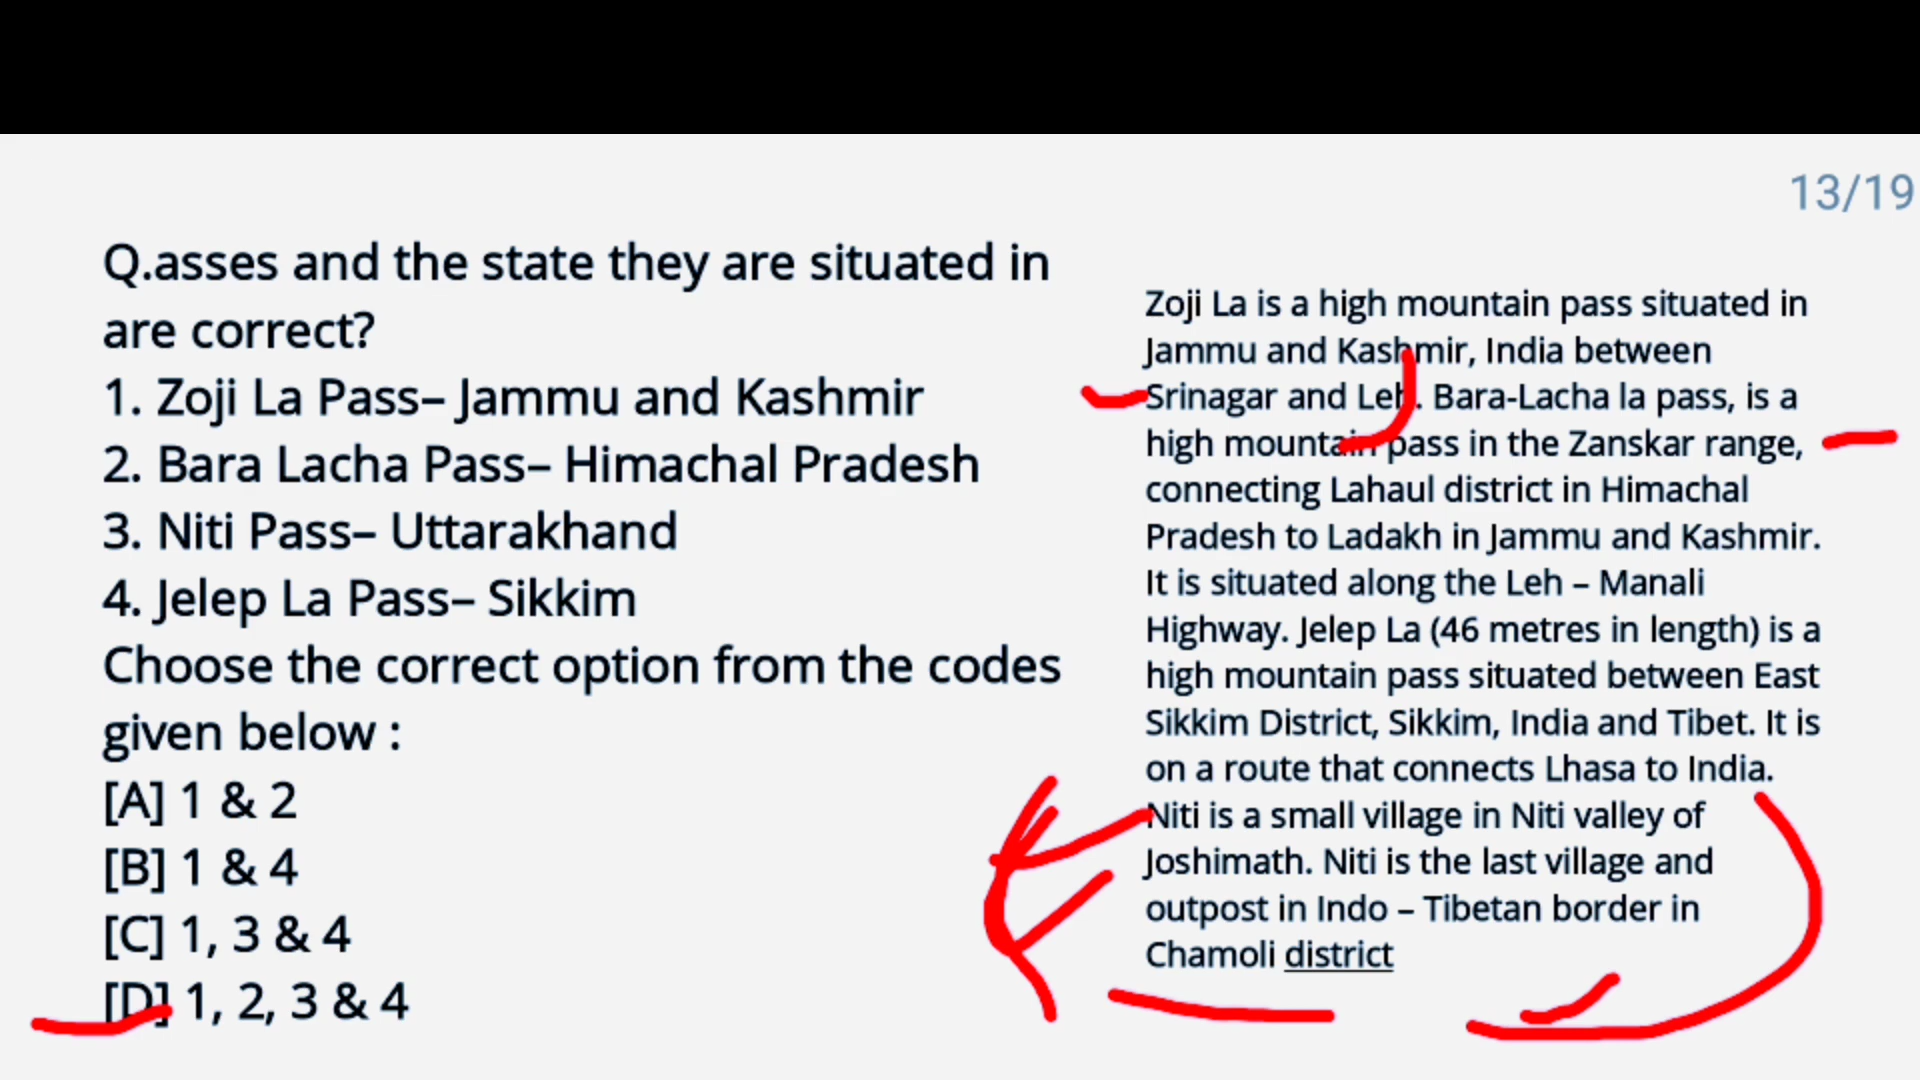 13/19
Q.asses and the state they are situated in
are correct?
1. Zoji La Pass– Jammu and Kashmir
2. Bara Lacha Pass– Himachal Pradesh
3. Niti Pass– Uttarakhand
4. Jelep La Pass– Sikkim
Choose the correct option from the codes
given below :
[A] 1 & 2
[B] 1 & 4
[C] 1, 3 & 4
[D] 1, 2, 3 & 4
Zoji La is a high mountain pass situated in
Jammu and Kashmir, India between
Srinagar and Leh. Bara-Lacha la pass, is a
high mountain pass in the Zanskar range,
connecting Lahaul district in Himachal
Pradesh to Ladakh in Jammu and Kashmir.
It is situated along the Leh – Manali
Highway. Jelep La (46 metres in length) is a
high mountain pass situated between East
Sikkim District, Sikkim, India and Tibet. It is
on a route that connects Lhasa to India.
Niti is a small village in Niti valley of
Joshimath. Niti is the last village and
outpost in Indo – Tibetan border in
Chamoli district